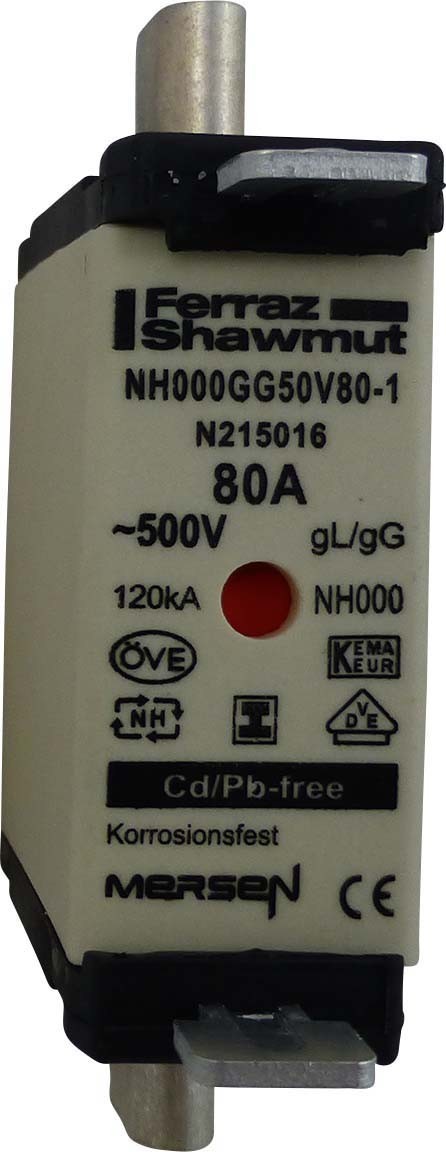 Ferraz
Shawmut
NH000GG50V80-1
N215016
80A
~500V gL/gG
120kA NH000
ÖVE KEMA EUR
NH VDE
Cd/Pb-free
Korrosionsfest
MERSEN CE